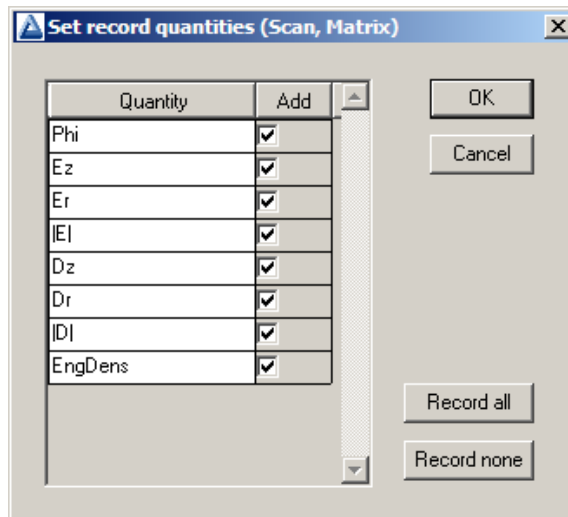 Set record quantities (Scan, Matrix)
Quantity Add
Phi
Ez
Er
|E|
Dz
Dr
|D|
EngDens
OK
Cancel
Record all
Record none